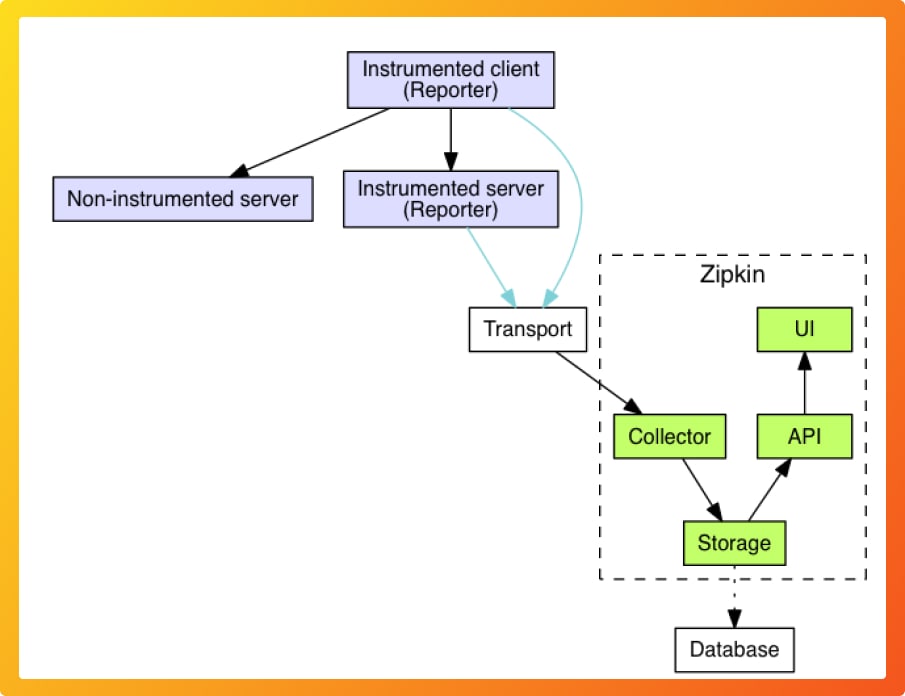 Instrumented client
(Reporter)
Non-instrumented server
Instrumented server
(Reporter)
Zipkin
Transport
UI
Collector
API
Storage
Database